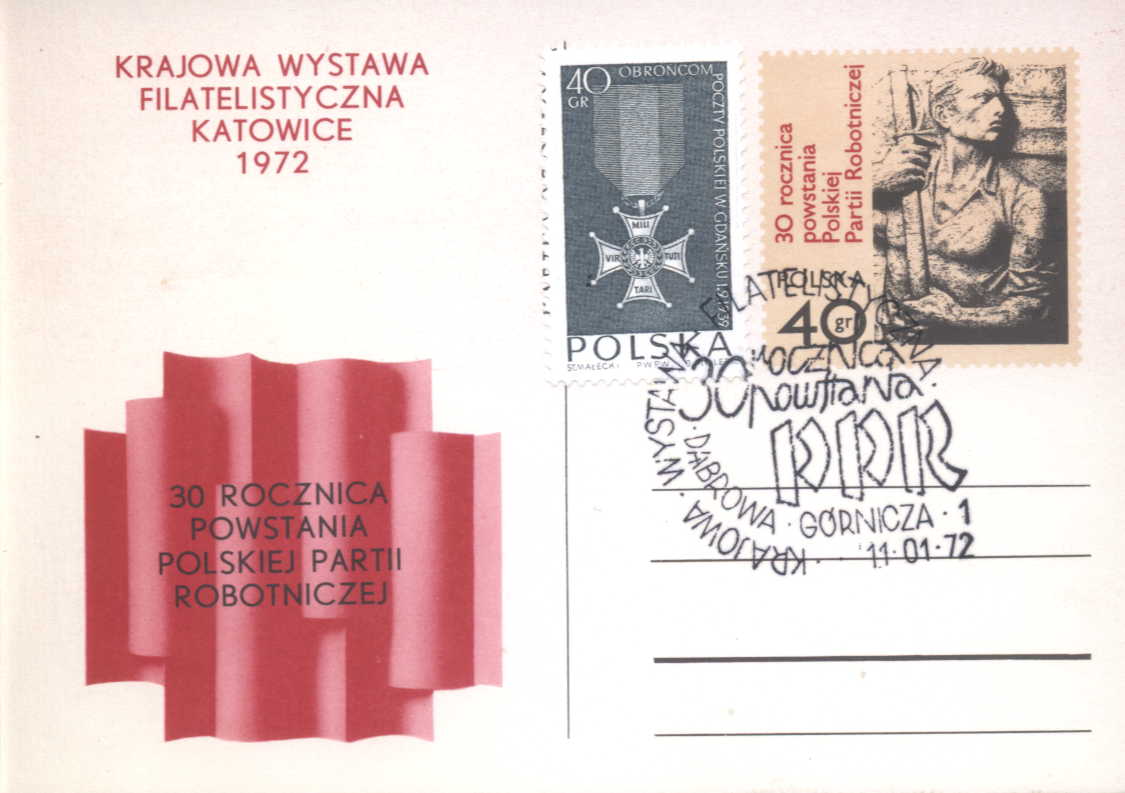 KRAJOWA WYSTAWA
FILATELISTYCZNA
KATOWICE
1972
40
GR
OBROŃCOM
POCZTY POLSKIEJ W GDAŃSKU 1.9.1939
MILI
VIR TUTI
TARI
POLSKA
30 rocznica
powstania
Polskiej
Partii Robotniczej
POLSKA
40 gr
KRAJOWA · WYSTAWA FILATELISTYCZNA ·
30 rocznica
powstania
PPR
· DĄBROWA · GÓRNICZA · 1
11·01·72
30 ROCZNICA
POWSTANIA
POLSKIEJ PARTII
ROBOTNICZEJ